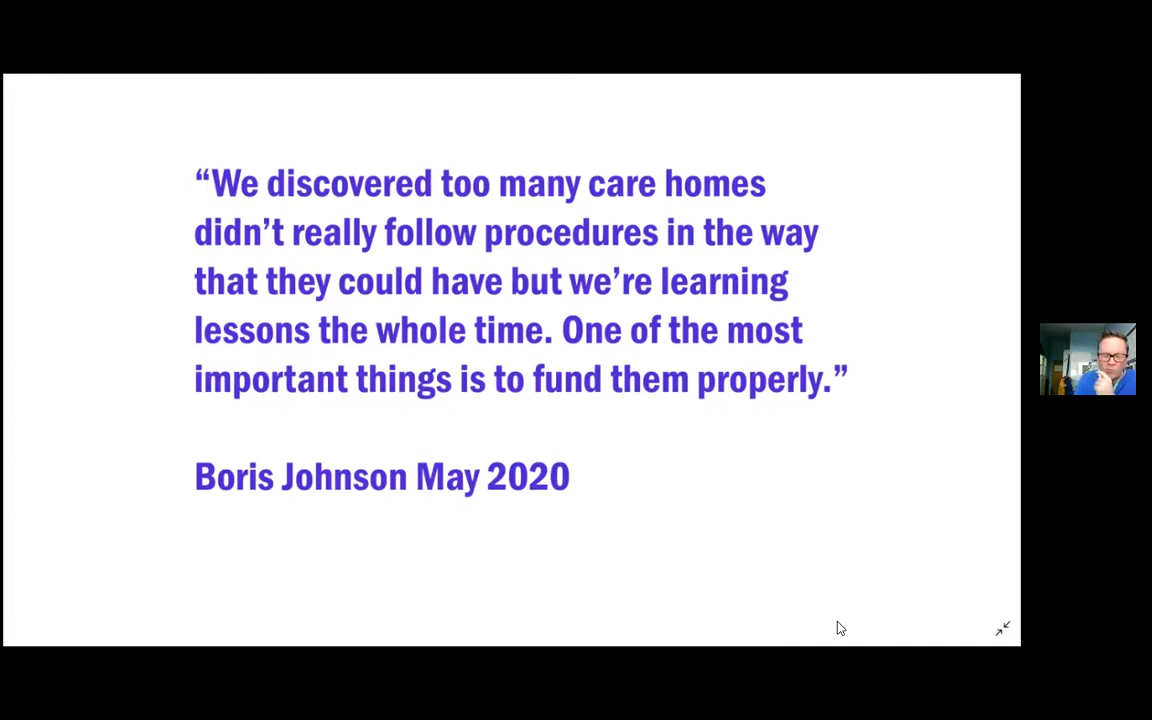 “We discovered too many care homes
didn’t really follow procedures in the way
that they could have but we’re learning
lessons the whole time. One of the most
important things is to fund them properly.”
Boris Johnson May 2020